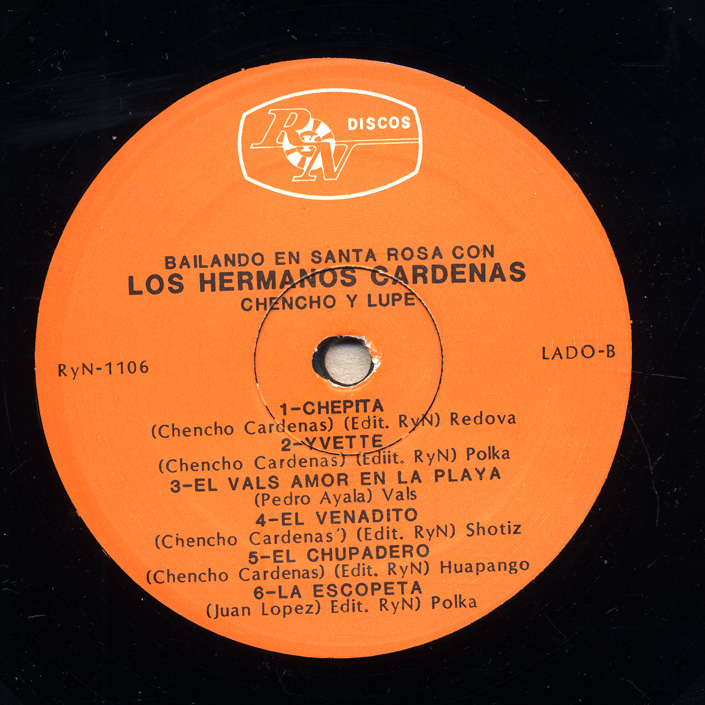 RyN DISCOS
BAILANDO EN SANTA ROSA CON
LOS HERMANOS CARDENAS
CHENCHO Y LUPE
RyN-1106
LADO-B
1-CHEPITA
(Chencho Cardenas) (Edit. RyN) Redova
2-YVETTE
(Chencho Cardenas) (Ediit. RyN) Polka
3-EL VALS AMOR EN LA PLAYA
(Pedro Ayala) Vals
4-EL VENADITO
(Chencho Cardenas') (Edit. RyN) Shotiz
5-EL CHUPADERO
(Chencho Cardenas) (Edit. RyN) Huapango
6-LA ESCOPETA
(Juan Lopez) Edit. RyN) Polka